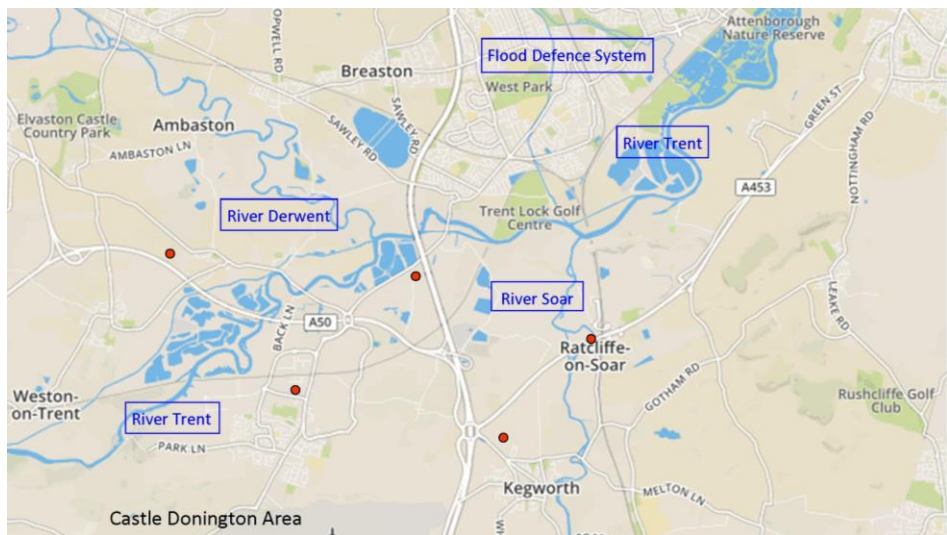 OPWELL RD
Attenborough
Nature Reserve
Flood Defence System
Breaston
West Park
SAWLEY RD
GREEN ST
Elvaston Castle
Country Park
Ambaston
SAWLEY RD
NOTTINGHAM RD
River Trent
AMBASTON LN
A453
River Derwent
Trent Lock Golf
Centre
LEAKE RD
River Soar
BACK LN
A50
Ratcliffe-
on-Soar
GOTHAM RD
Weston-
on-Trent
Rushcliffe Golf
Club
River Trent
PARK LN
Kegworth
MELTON LN
Castle Donington Area